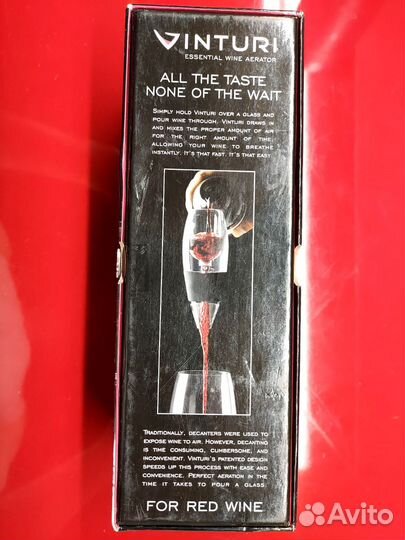 VINTURI
ESSENTIAL WINE AERATOR
ALL THE TASTE
NONE OF THE WAIT
SIMPLY HOLD VINTURI OVER A GLASS AND
POUR WINE THROUGH. VINTURI DRAWS IN
AND MIXES THE PROPER AMOUNT OF AIR
FOR THE RIGHT AMOUNT OF TIME,
ALLOWING YOUR WINE TO BREATHE
INSTANTLY. IT'S THAT FAST. IT'S THAT EASY
TRADITIONALLY, DECANTERS WERE USED TO
EXPOSE WINE TO AIR. HOWEVER, DECANTING
IS TIME CONSUMING, CUMBERSOME, AND
INCONVENIENT. VINTURI'S PATENTED DESIGN
SPEEDS UP THIS PROCESS WITH EASE AND
CONVENIENCE. PERFECT AERATION IN THE
TIME IT TAKES TO POUR A GLASS.
FOR RED WINE
Avito